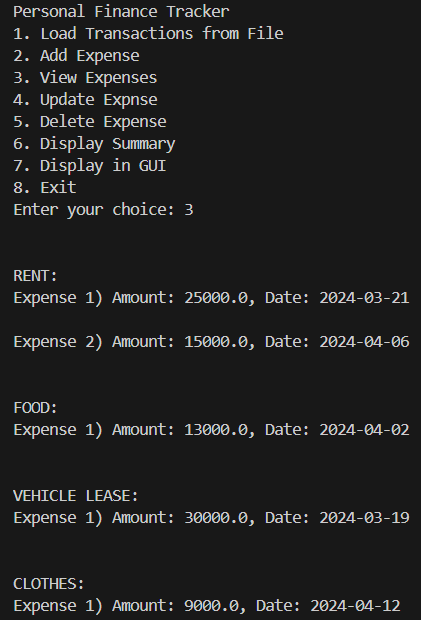 Personal Finance Tracker
1. Load Transactions from File
2. Add Expense
3. View Expenses
4. Update Expnse
5. Delete Expense
6. Display Summary
7. Display in GUI
8. Exit
Enter your choice: 3
RENT:
Expense 1) Amount: 25000.0, Date: 2024-03-21
Expense 2) Amount: 15000.0, Date: 2024-04-06
FOOD:
Expense 1) Amount: 13000.0, Date: 2024-04-02
VEHICLE LEASE:
Expense 1) Amount: 30000.0, Date: 2024-03-19
CLOTHES:
Expense 1) Amount: 9000.0, Date: 2024-04-12